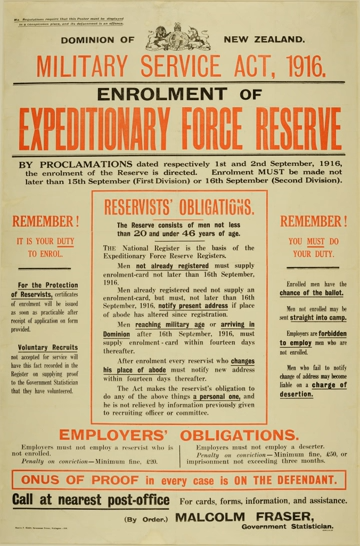 By Proclamation, require that this Poster must be displayed
in a conspicuous place, and its defacement is an offence.
DOMINION OF NEW ZEALAND.
MILITARY SERVICE ACT, 1916.
ENROLMENT OF
EXPEDITIONARY FORCE RESERVE
BY PROCLAMATIONS dated respectively 1st and 2nd September, 1916,
the enrolment of the Reserve is directed. Enrolment MUST be made not
later than 15th September (First Division) or 16th September (Second Division).
REMEMBER!
IT IS YOUR DUTY
TO ENROL.
For the Protection
of Reservists, certificates
of enrolment will be issued
as soon as practicable after
receipt of application on form
provided.
Voluntary Recruits
not accepted for service will
have this fact recorded in the
Register on supplying proof
to the Government Statistician
that they have volunteered.
RESERVISTS' OBLIGATIONS.
The Reserve consists of men not less
than 20 and under 46 years of age.
THE National Register is the basis of the
Expeditionary Force Reserve Registers.
Men not already registered must supply
enrolment-card not later than 16th September,
1916.
Men already registered need not supply an
enrolment-card, but must, not later than 16th
September, 1916, notify present address if place
of abode has altered since registration.
Men reaching military age or arriving in
Dominion after 16th September, 1916, must
supply enrolment-card within fourteen days
thereafter.
After enrolment every reservist who changes
his place of abode must notify new address
within fourteen days thereafter.
The Act makes the reservist's obligation to
do any of the above things a personal one, and
he is not relieved by information previously given
to recruiting officer or committee.
REMEMBER!
YOU MUST DO
YOUR DUTY.
Enrolled men have the
chance of the ballot.
Men not enrolled may be
sent straight into camp.
Employers are forbidden
to employ men who are
not enrolled.
Men who fail to notify
change of address may become
liable on a charge of
desertion.
EMPLOYERS' OBLIGATIONS.
Employers must not employ a reservist who is
not enrolled.
Penalty on conviction—Minimum fine, £20.
Employers must not employ a deserter.
Penalty on conviction—Minimum fine, £50, or
imprisonment not exceeding three months.
ONUS OF PROOF in every case is ON THE DEFENDANT.
Call at nearest post-office For cards, forms, information, and assistance.
(By Order.) MALCOLM FRASER,
Government Statistician.